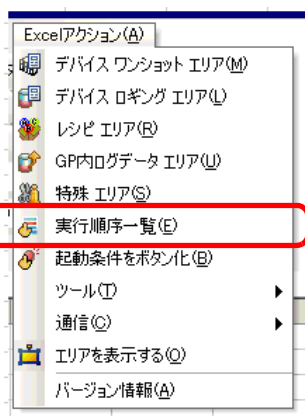 Excelアクション(A)
デバイス ワンショット エリア(M)
デバイス ロギング エリア(L)
レシピ エリア(R)
GP内ログデータ エリア(U)
特殊 エリア(S)
実行順序一覧(E)
起動条件をボタン化(B)
ツール(T)
通信(C)
エリアを表示する(O)
バージョン情報(A)